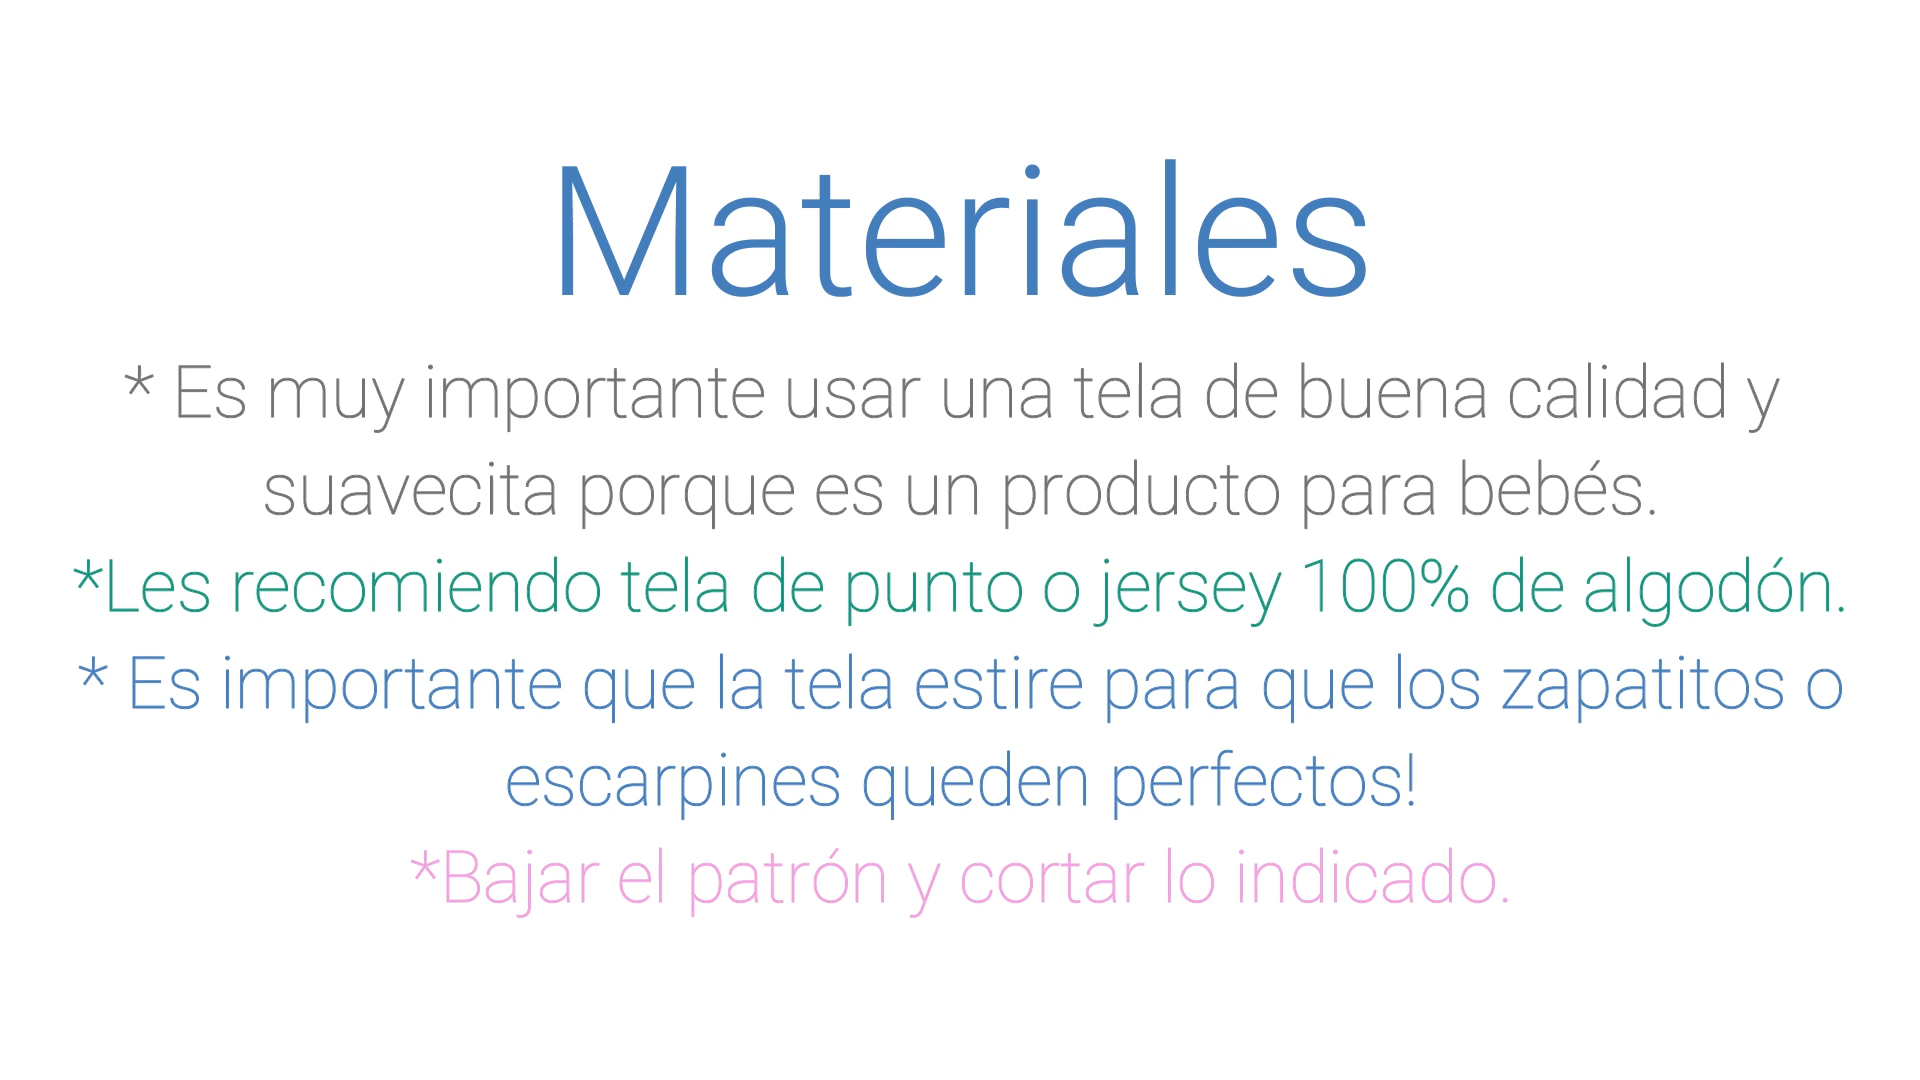 Materiales
* Es muy importante usar una tela de buena calidad y
suavecita porque es un producto para bebés.
*Les recomiendo tela de punto o jersey 100% de algodón.
* Es importante que la tela estire para que los zapatitos o
escarpines queden perfectos!
*Bajar el patrón y cortar lo indicado.